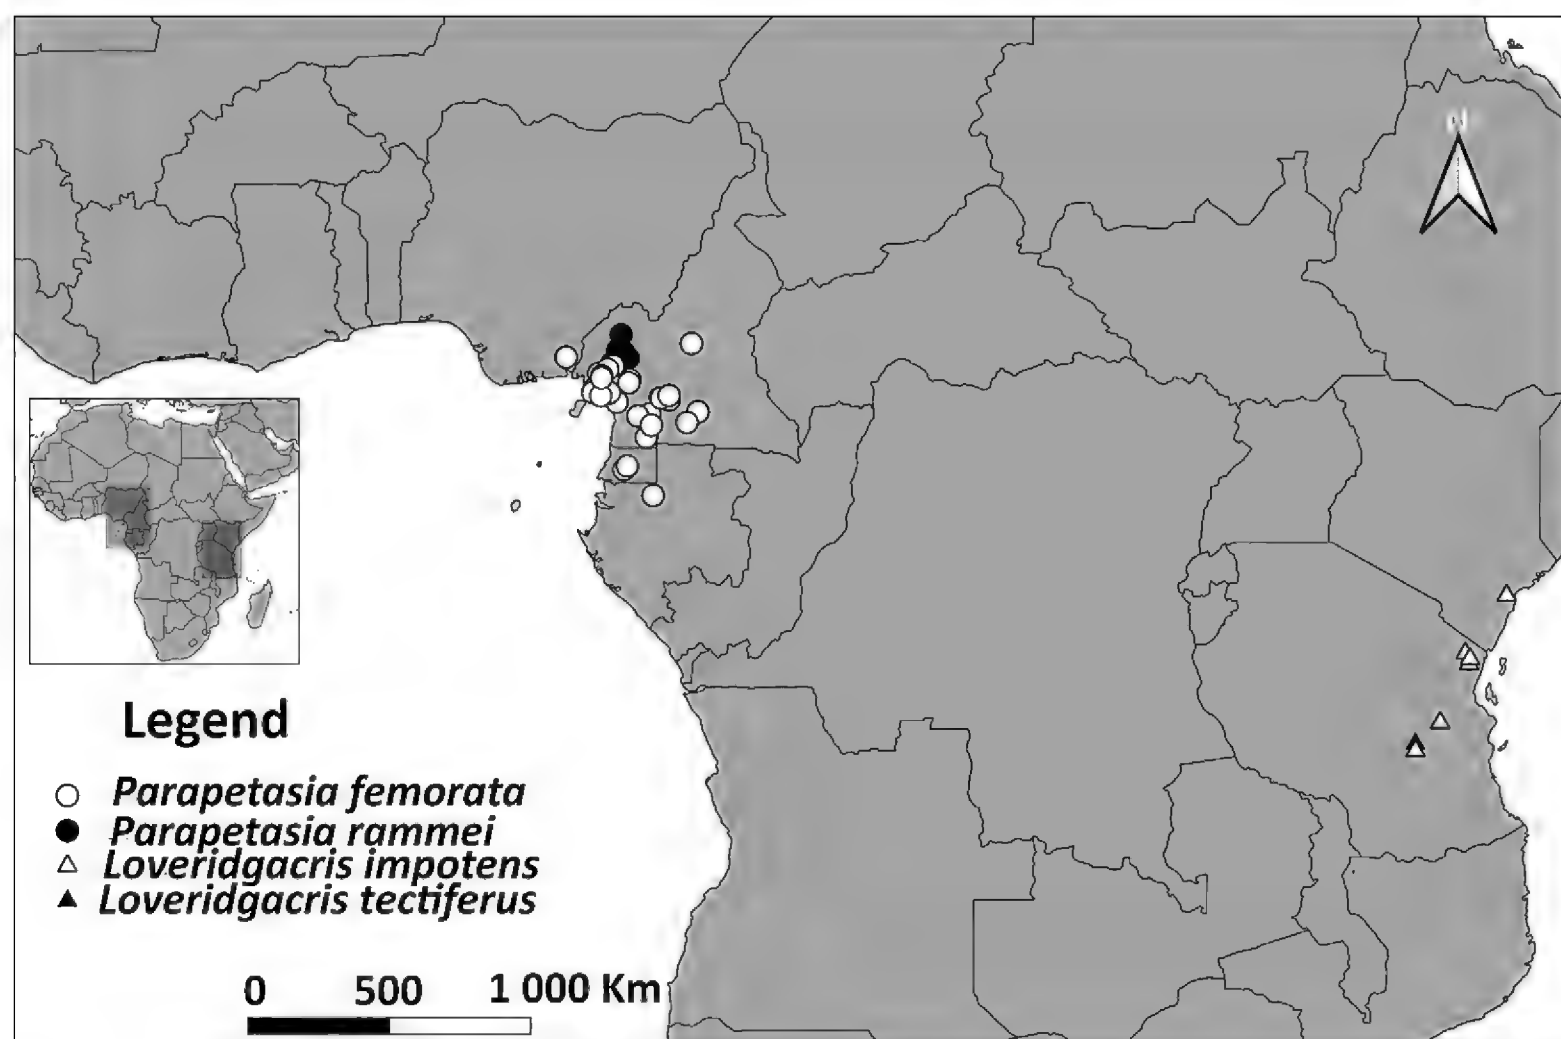 N
Legend
Parapetasia femorata
Parapetasia rammei
Loveridgacris impotens
Loveridgacris tectiferus
0 500 1 000 Km